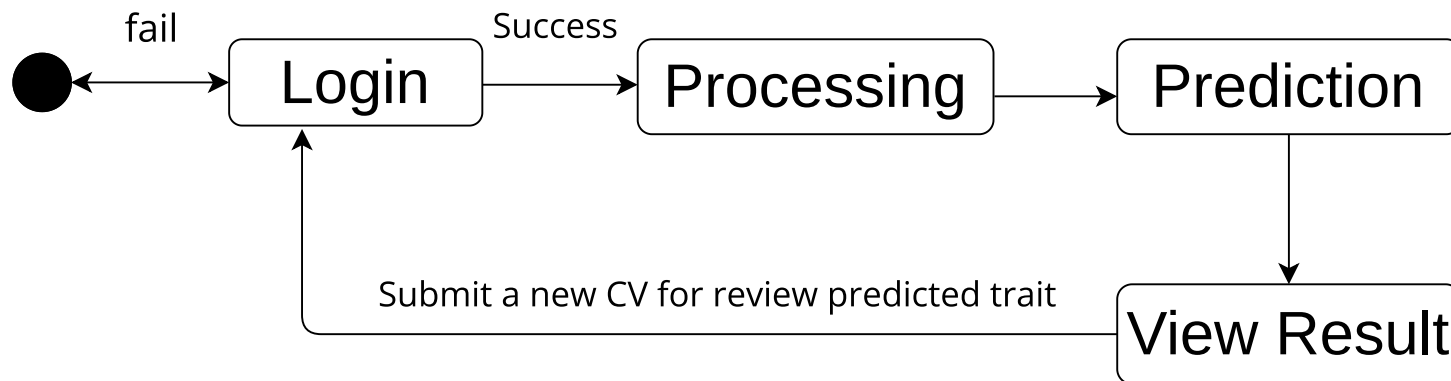 fail
Success
Login
Processing
Prediction
Submit a new CV for review predicted trait
View Result